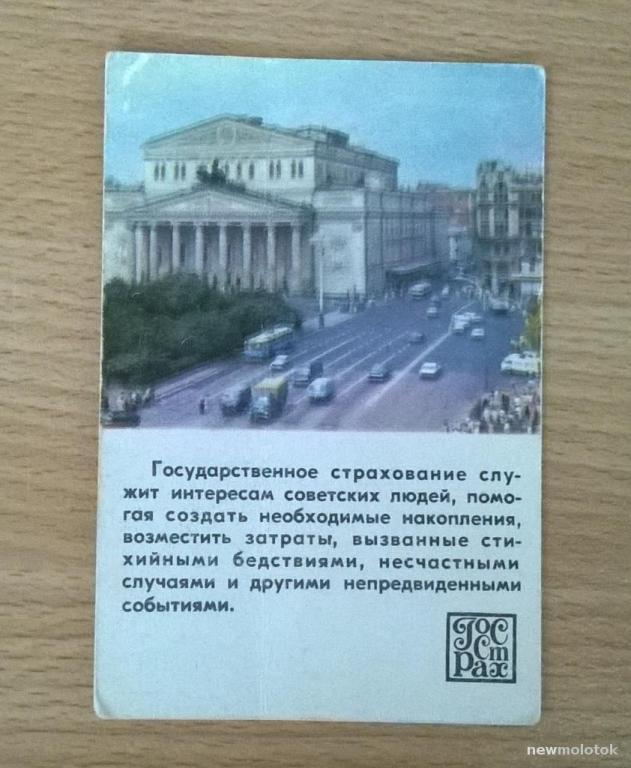 Государственное страхование слу-
жит интересам советских людей, помо-
гая создать необходимые накопления,
возместить затраты, вызванные сти-
хийными бедствиями, несчастными
случаями и другими непредвиденными
событиями.
Гос
ст
рах
newmolotok